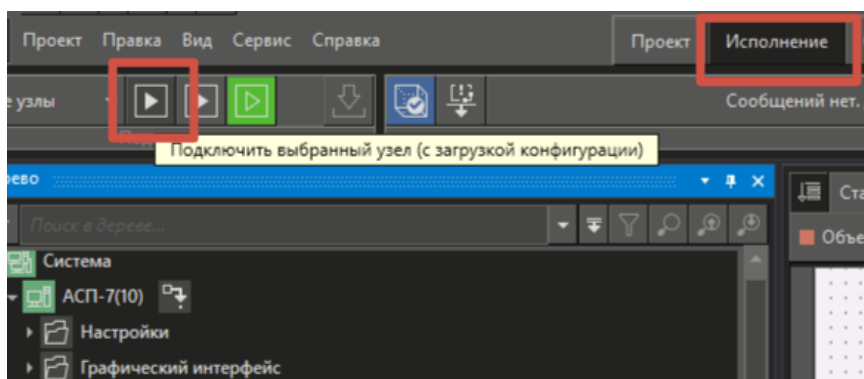 Проект Правка Вид Сервис Справка Проект Исполнение
е узлы Сообщений нет.
Подключить выбранный узел (с загрузкой конфигурации)
рево
Поиск в дереве... Ста
Система Объе
АСП-7(10)
Настройки
Графический интерфейс